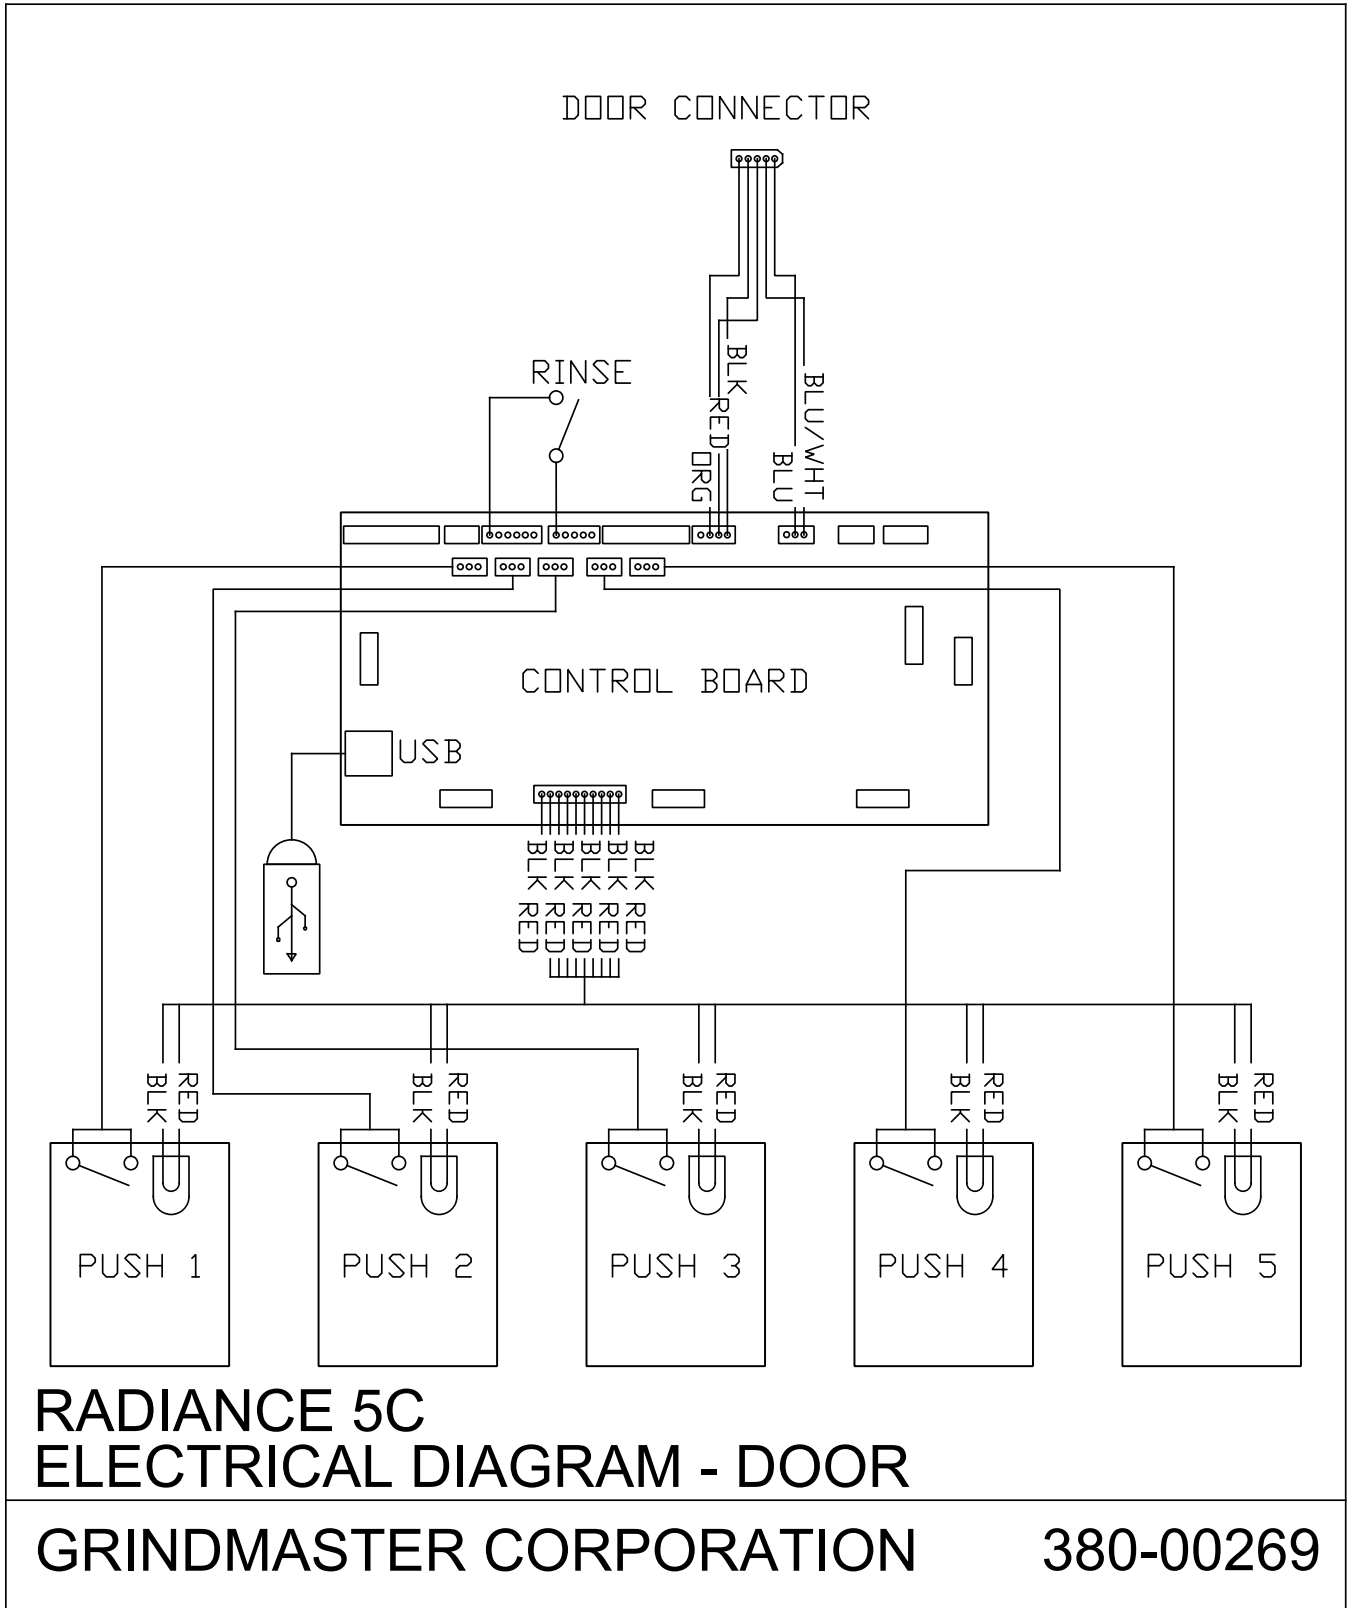 DOOR CONNECTOR
RINSE
BLK
RED
ORG
BLU/WHT
BLU
CONTROL BOARD
USB
BLK BLK BLK BLK BLK
RED RED RED RED RED
BLK RED BLK RED BLK RED BLK RED BLK RED
PUSH 1 PUSH 2 PUSH 3 PUSH 4 PUSH 5
RADIANCE 5C
ELECTRICAL DIAGRAM - DOOR
GRINDMASTER CORPORATION 380-00269